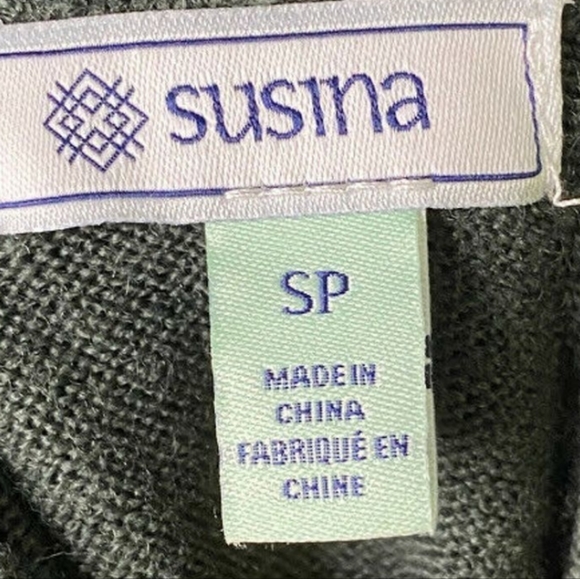 susina
SP
MADE IN
CHINA
FABRIQUÉ EN
CHINE